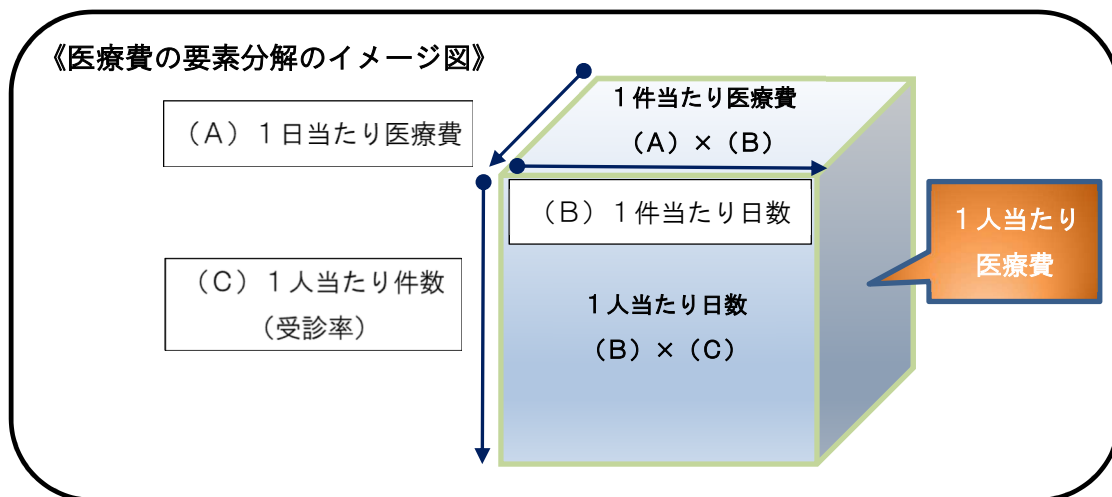 《医療費の要素分解のイメージ図》
(A)1日当たり医療費
1件当たり医療費
(A)×(B)
(B)1件当たり日数
1人当たり
医療費
(C)1人当たり件数
(受診率)
1人当たり日数
(B)×(C)